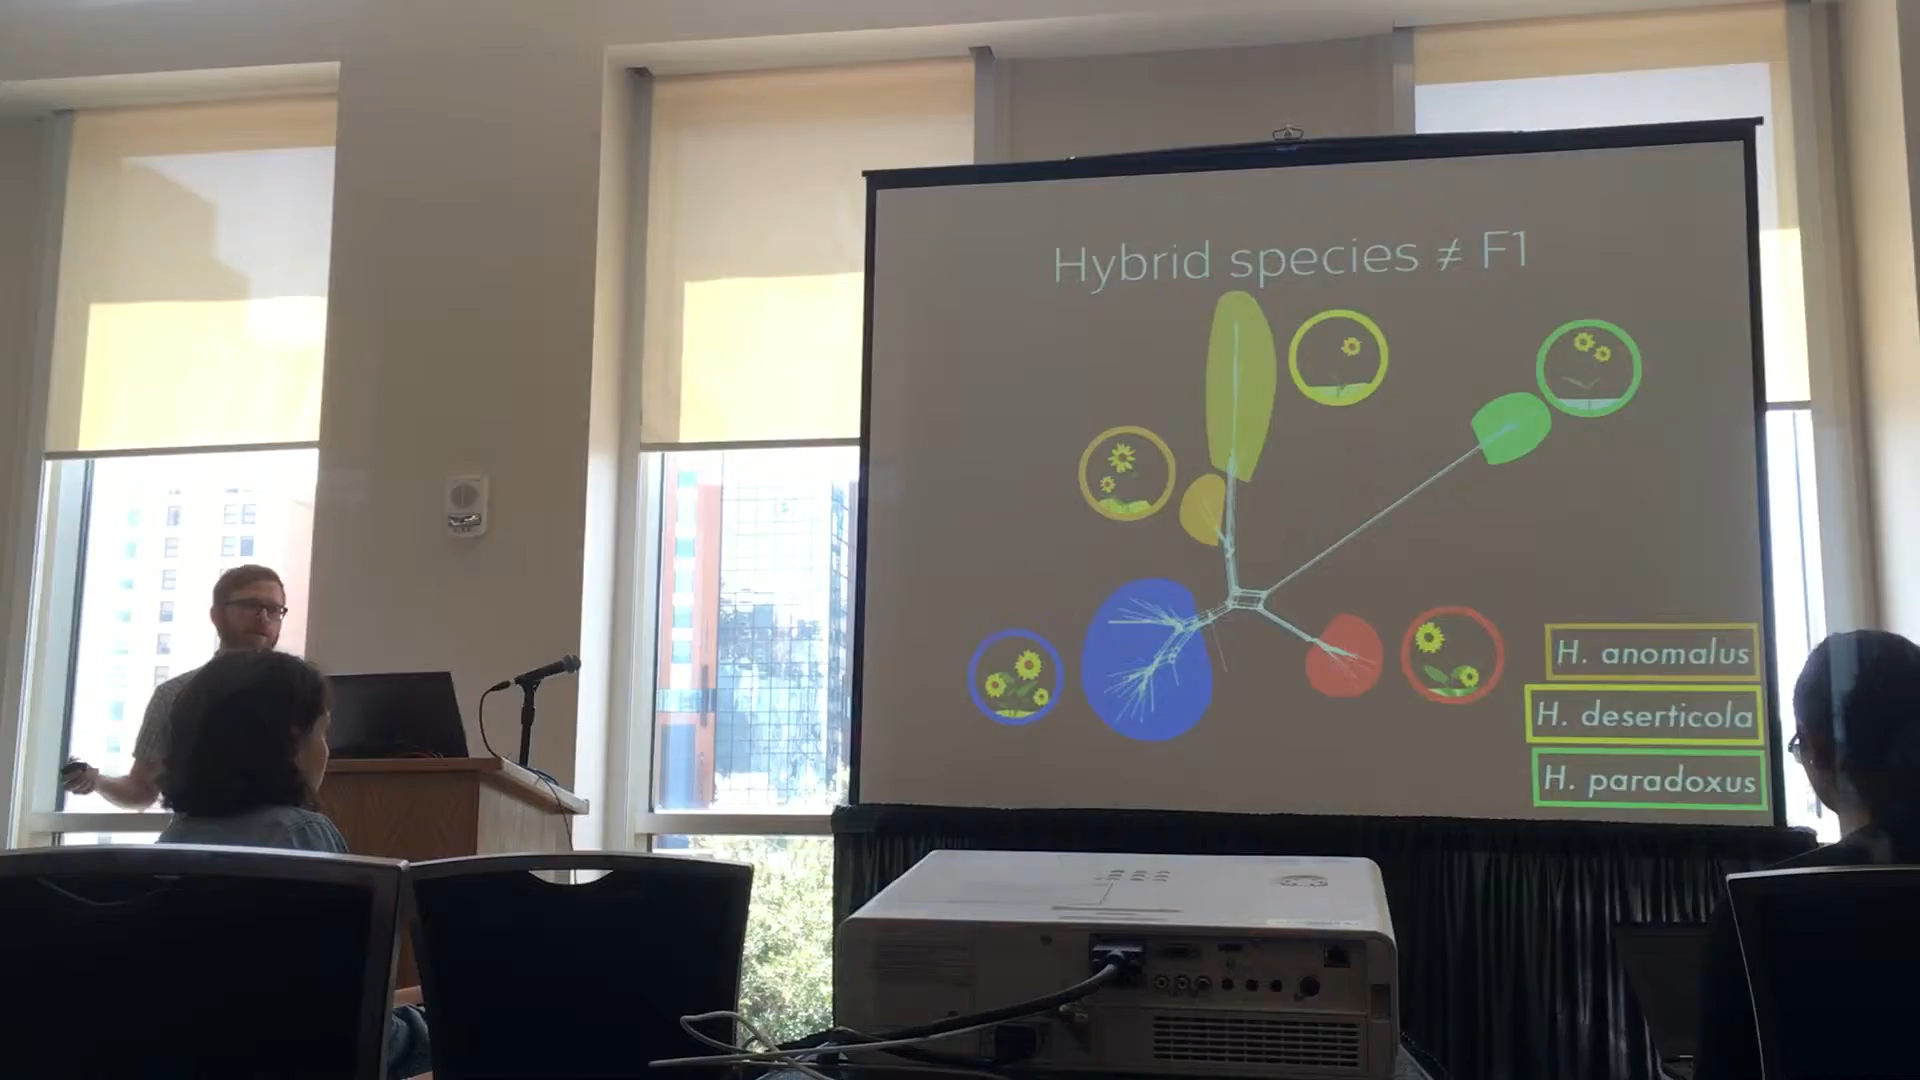 Hybrid species ≠ F1
H. anomalus
H. deserticola
H. paradoxus